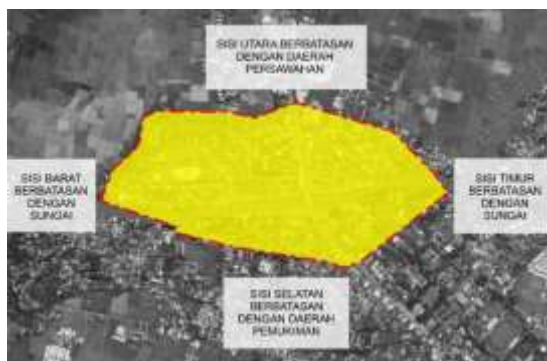 SISI UTARA BERBATASAN
DENGAN DAERAH
PERSAWAHAN
SISI BARAT
BERBATASAN
DENGAN
SUNGAI
SISI TIMUR
BERBATASAN
DENGAN
SUNGAI
SISI SELATAN
BERBATASAN
DENGAN DAERAH
PEMUKIMAN